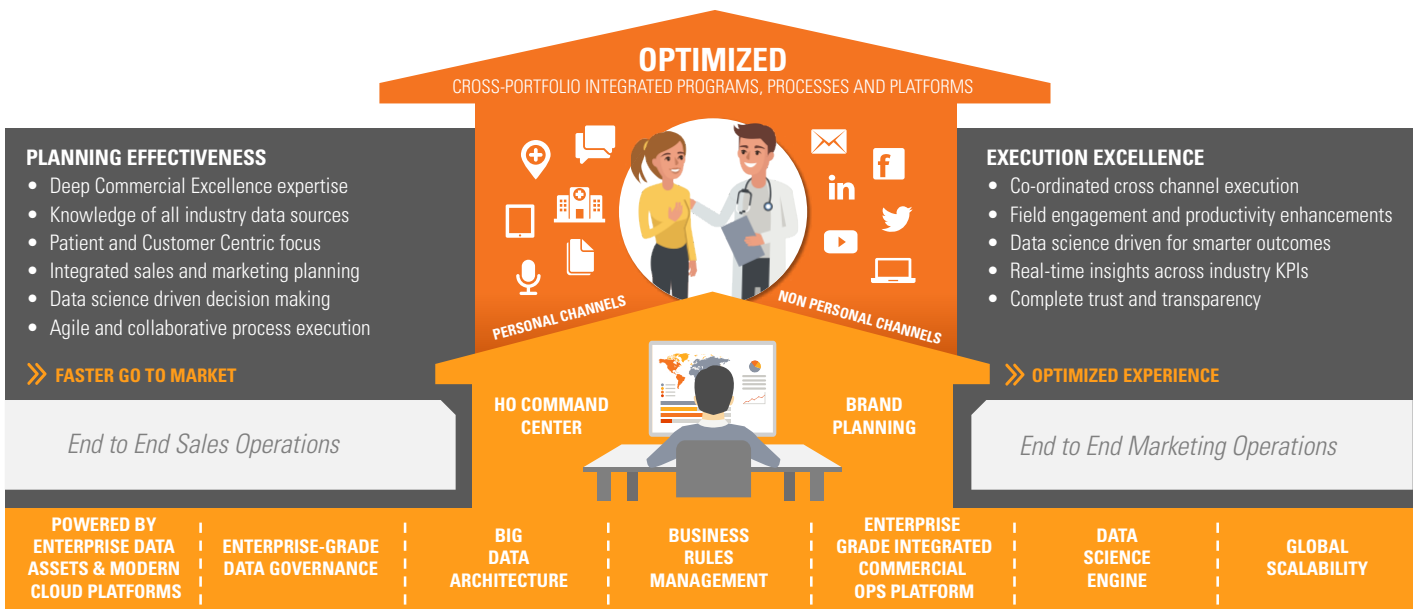 OPTIMIZED
CROSS-PORTFOLIO INTEGRATED PROGRAMS, PROCESSES AND PLATFORMS
PLANNING EFFECTIVENESS
• Deep Commercial Excellence expertise
• Knowledge of all industry data sources
• Patient and Customer Centric focus
• Integrated sales and marketing planning
• Data science driven decision making
• Agile and collaborative process execution
FASTER GO TO MARKET
End to End Sales Operations
PERSONAL CHANNELS
NON PERSONAL CHANNELS
f
in
HO COMMAND
CENTER
BRAND
PLANNING
EXECUTION EXCELLENCE
• Co-ordinated cross channel execution
• Field engagement and productivity enhancements
• Data science driven for smarter outcomes
• Real-time insights across industry KPIs
• Complete trust and transparency
OPTIMIZED EXPERIENCE
End to End Marketing Operations
POWERED BY
ENTERPRISE DATA
ASSETS & MODERN
CLOUD PLATFORMS
ENTERPRISE-GRADE
DATA GOVERNANCE
BIG
DATA
ARCHITECTURE
BUSINESS
RULES
MANAGEMENT
ENTERPRISE
GRADE INTEGRATED
COMMERCIAL
OPS PLATFORM
DATA
SCIENCE
ENGINE
GLOBAL
SCALABILITY